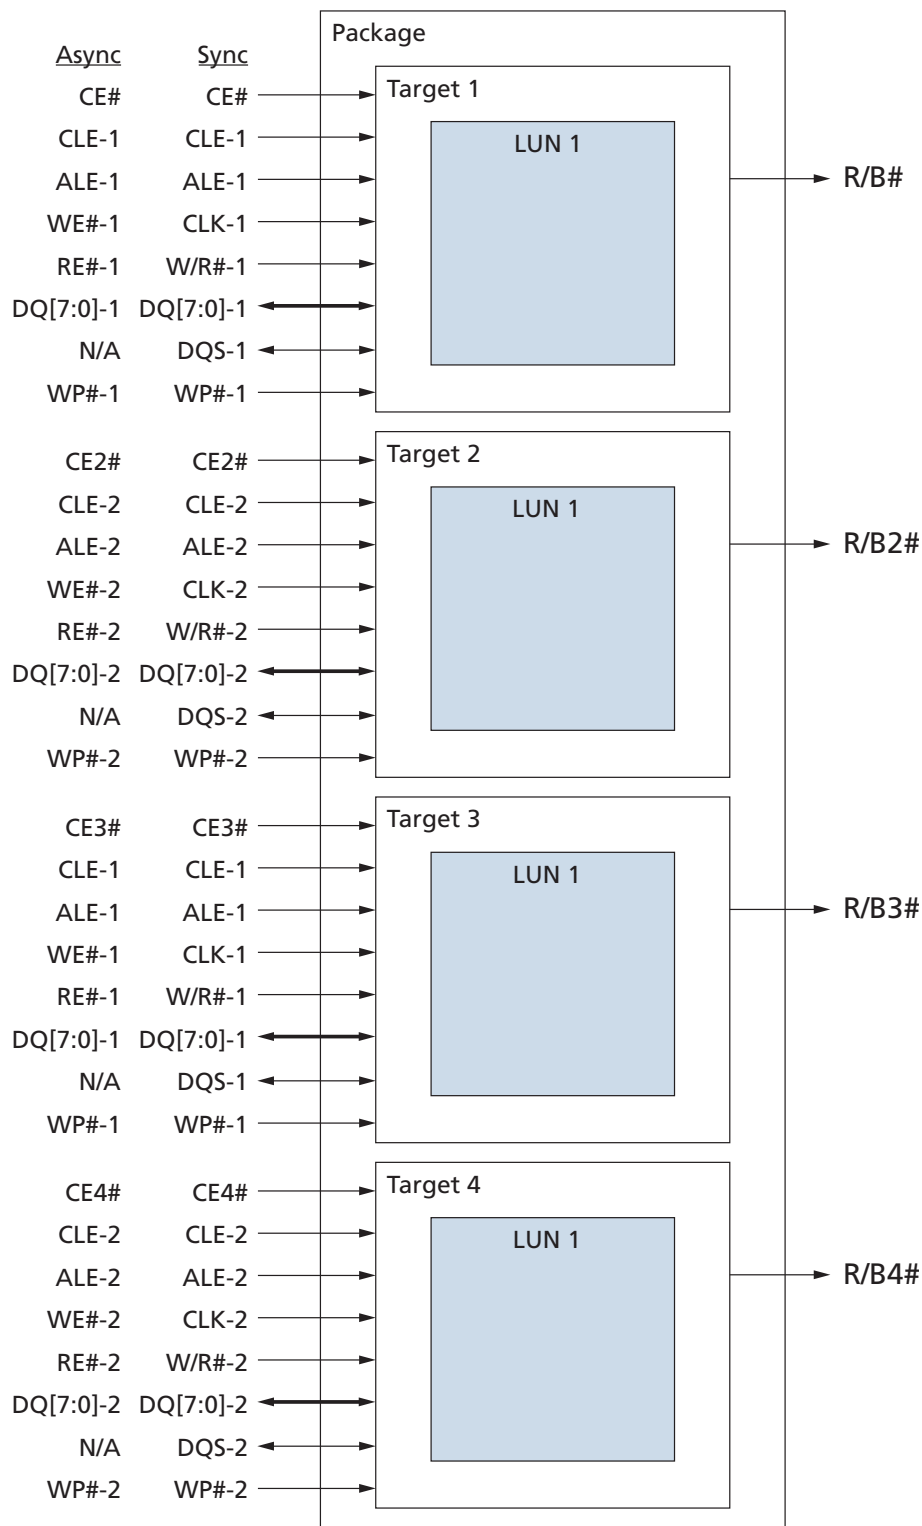 Package
Async Sync
Target 1
CE# CE#
LUN 1
CLE-1 CLE-1
ALE-1 ALE-1 R/B#
WE#-1 CLK-1
RE#-1 W/R#-1
DQ[7:0]-1 DQ[7:0]-1
N/A DQS-1
WP#-1 WP#-1
Target 2
CE2# CE2#
CLE-2 CLE-2 LUN 1
ALE-2 ALE-2 R/B2#
WE#-2 CLK-2
RE#-2 W/R#-2
DQ[7:0]-2 DQ[7:0]-2
N/A DQS-2
WP#-2 WP#-2
Target 3
CE3# CE3#
CLE-1 CLE-1 LUN 1
ALE-1 ALE-1 R/B3#
WE#-1 CLK-1
RE#-1 W/R#-1
DQ[7:0]-1 DQ[7:0]-1
N/A DQS-1
WP#-1 WP#-1
Target 4
CE4# CE4#
CLE-2 CLE-2 LUN 1
ALE-2 ALE-2 R/B4#
WE#-2 CLK-2
RE#-2 W/R#-2
DQ[7:0]-2 DQ[7:0]-2
N/A DQS-2
WP#-2 WP#-2